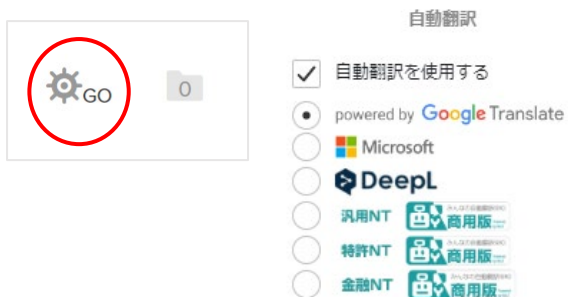 GO
0
自動翻訳
自動翻訳を使用する
powered by Google Translate
Microsoft
DeepL
汎用NT 商用版
特許NT 商用版
金融NT 商用版